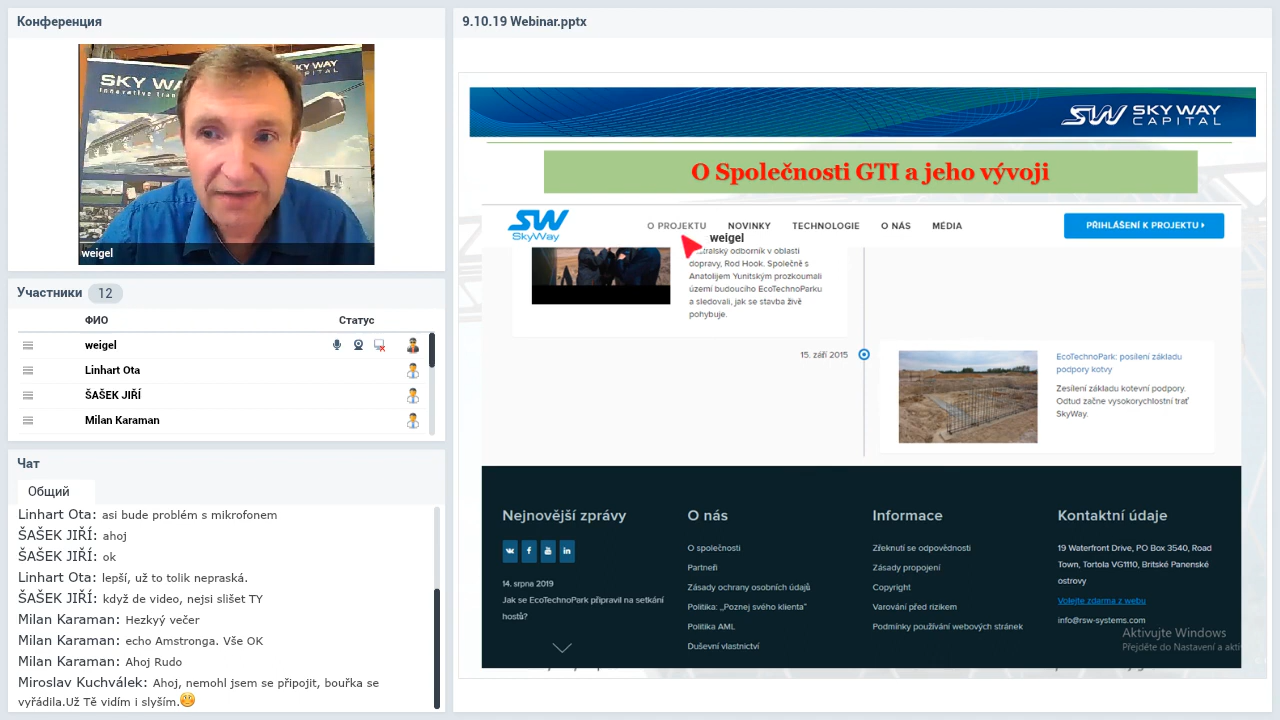 Конференция
SKY WAY
CAPITAL
weigel
Участники 12
ФИО Статус
weigel
Linhart Ota
ŠAŠEK JIŘÍ
Milan Karaman
Чат
Общий
Linhart Ota: asi bude problém s mikrofonem
ŠAŠEK JIŘÍ: ahoj
ŠAŠEK JIŘÍ: ok
Linhart Ota: lepší, už to tolik nepraská.
ŠAŠEK JIŘÍ: když de video, nejsi slišet TY
Milan Karaman: Hezkyý večer
Milan Karaman: echo Amstronga. Vše OK
Milan Karaman: Ahoj Rudo
Miroslav Kuchválek: Ahoj, nemohl jsem se připojit, bouřka se
vyřádila.Už Tě vidím i slyším.
9.10.19 Webinar.pptx
SW SKY WAY
CAPITAL
O Společnosti GTI a jeho vývoji
SW
SkyWay
O PROJEKTU NOVINKY TECHNOLOGIE O NÁS MÉDIA
PŘIHLÁŠENÍ K PROJEKTU
weigel
odborník v oblasti
dopravy, Rod Hook. Společně s
Anatolijem Yunitským prozkoumali
území budoucího EcoTechnoParku
a sledovali, jak se stavba živě
pohybuje.
15. září 2015
EcoTechnoPark: posílení základu
podpory kotvy
Zesílení základu kotevní podpory.
Odtud začne vysokorychlostní trať
SkyWay.
Nejnovější zprávy
14. srpna 2019
Jak se EcoTechnoPark připravil na setkání
hostů?
O nás
O společnosti
Partneři
Zásady ochrany osobních údajů
Politika: „Poznej svého klienta"
Politika AML
Duševní vlastnictví
Informace
Zřeknutí se odpovědnosti
Zásady propojení
Copyright
Varování před rizikem
Podmínky používání webových stránek
Kontaktní údaje
19 Waterfront Drive, PO Box 3540, Road
Town, Tortola VG1110, Britské Panenské
ostrovy
Volejte zdarma z webu
info@rsw-systems.com
Aktivujte Windows
Přejděte do Nastavení a akti